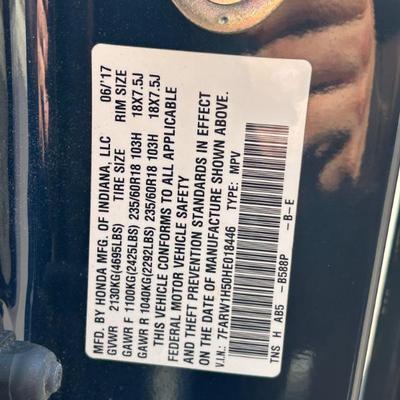 MFD. BY HONDA MFG. OF INDIANA, LLC 06/'17
GVWR 2130KG(4695LBS) TIRE SIZE RIM SIZE
GAWR F 1100KG(2425LBS) 235/60R18 103H 18X7.5J
GAWR R 1040KG(2292LBS) 235/60R18 103H 18X7.5J
THIS VEHICLE CONFORMS TO ALL APPLICABLE
FEDERAL MOTOR VEHICLE SAFETY
AND THEFT PREVENTION STANDARDS IN EFFECT
ON THE DATE OF MANUFACTURE SHOWN ABOVE.
V.I.N.: 7FARW1H50HE018446 TYPE: MPV
TNS H AB5 -B588P -B-E